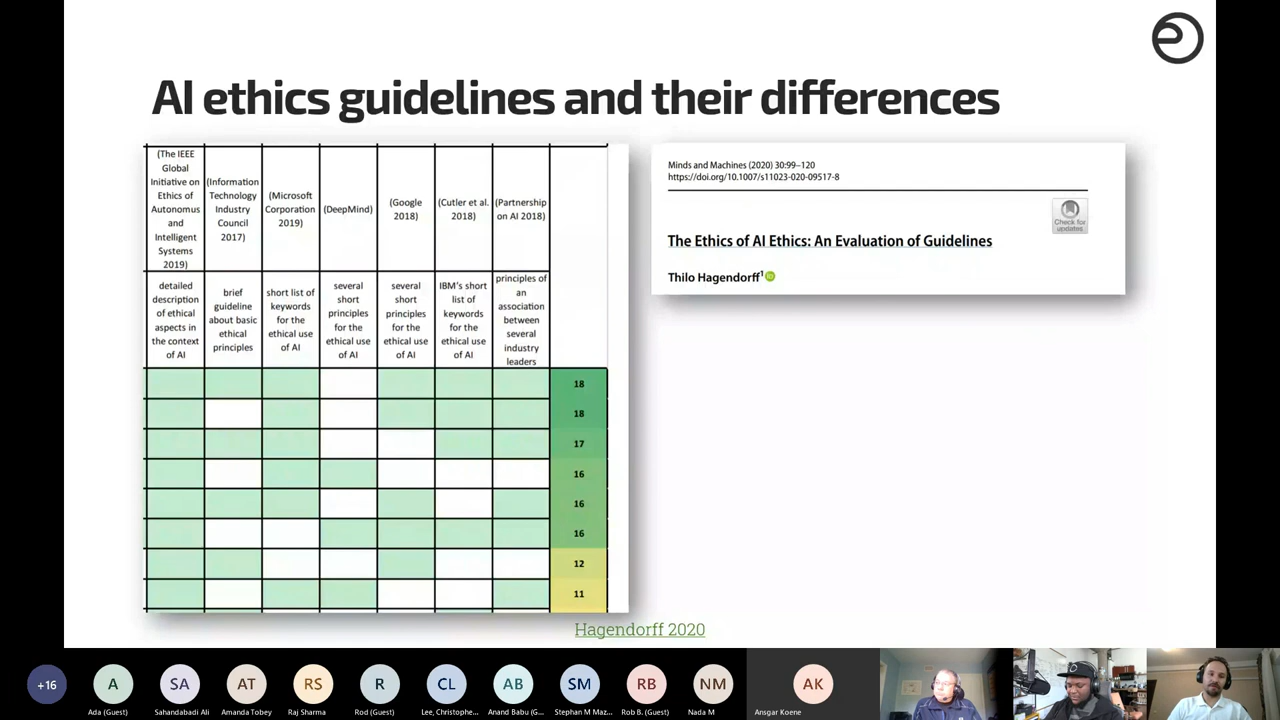 AI ethics guidelines and their differences
(The IEEE
Global
Initiative on
Ethics of
Autonomus
and
Intelligent
Systems
2019)
(Information
Technology
Industry
Council
2017)
(Microsoft
Corporation
2019)
(DeepMind)
(Google
2018)
(Cutler et al.
2018)
(Partnership
on AI 2018)
detailed
description
of ethical
aspects in
the context
of AI
brief
guideline
about basic
ethical
principles
short list of
keywords
for the
ethical use
of AI
several
short
principles
for the
ethical use
of AI
several
short
principles
for the
ethical use
of AI
IBM's short
list of
keywords
for the
ethical use
of AI
principles of
an
association
between
several
industry
leaders
18
18
17
16
16
16
12
11
Minds and Machines (2020) 30:99–120
https://doi.org/10.1007/s11023-020-09517-8
Check for
updates
The Ethics of AI Ethics: An Evaluation of Guidelines
Thilo Hagendorff1 iD
Hagendorff 2020
+16
A
SA
AT
RS
R
CL
AB
SM
RB
NM
AK
Ada (Guest)
Sahandabadi Ali
Amanda Tobey
Raj Sharma
Rod (Guest)
Lee, Christophe...
Anand Babu (G...
Stephan M Maz...
Rob B. (Guest)
Nada M
Ansgar Koene